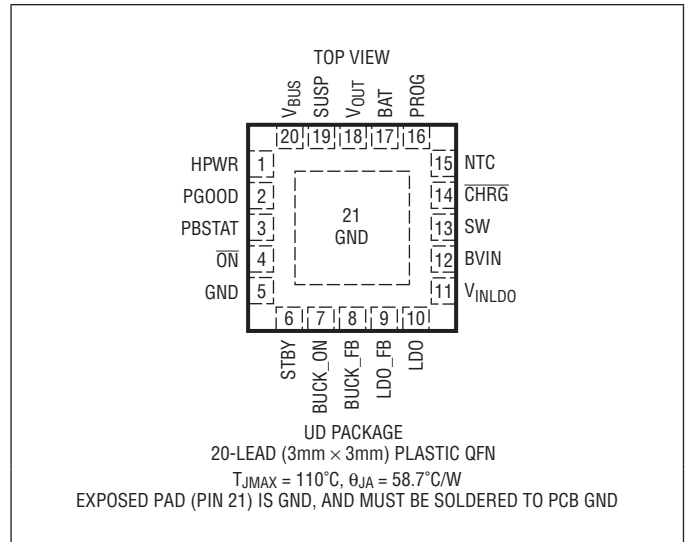 TOP VIEW
VBUS
SUSP
VOUT
BAT
PROG
20 19 18 17 16
HPWR 1
PGOOD 2
PBSTAT 3
ON 4
GND 5
21
GND
15 NTC
14 CHRG
13 SW
12 BVIN
11 VINLDO
6 7 8 9 10
STBY
BUCK_ON
BUCK_FB
LDO_FB
LDO
UD PACKAGE
20-LEAD (3mm × 3mm) PLASTIC QFN
TJMAX = 110°C, θJA = 58.7°C/W
EXPOSED PAD (PIN 21) IS GND, AND MUST BE SOLDERED TO PCB GND